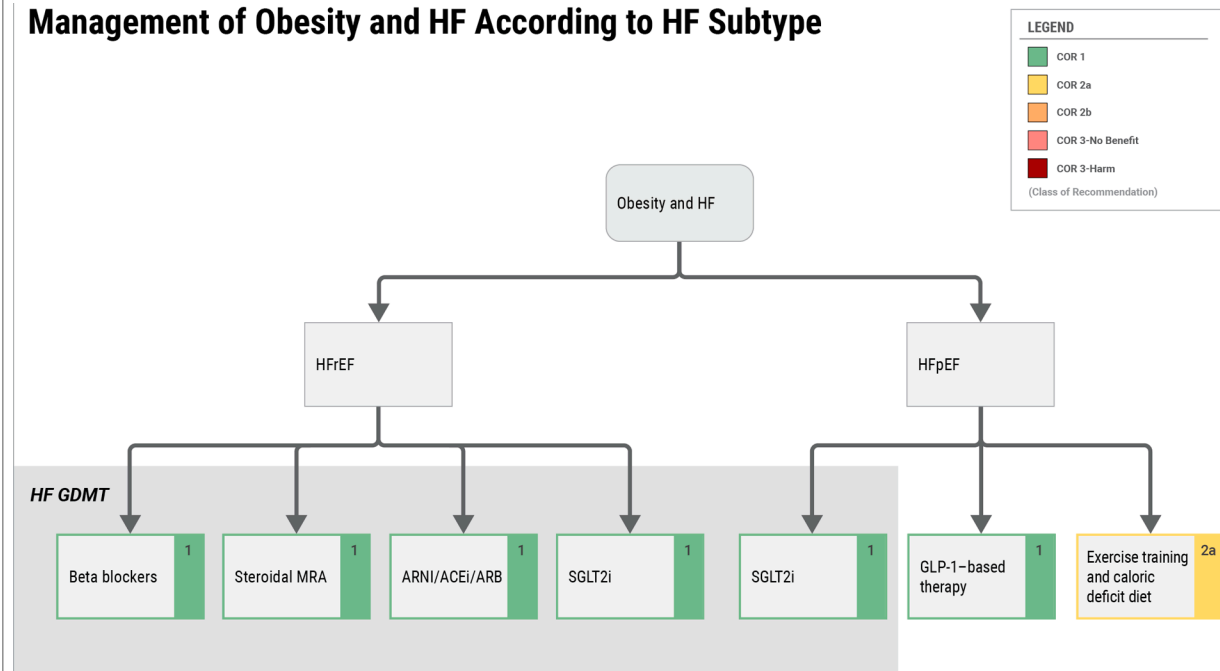 Management of Obesity and HF According to HF Subtype
LEGEND
COR 1
COR 2a
COR 2b
COR 3-No Benefit
COR 3-Harm
(Class of Recommendation)
Obesity and HF
HFrEF
HFpEF
HF GDMT
Beta blockers
1
Steroidal MRA
1
ARNI/ACEi/ARB
1
SGLT2i
1
SGLT2i
1
GLP-1–based
therapy
1
Exercise training
and caloric
deficit diet
2a